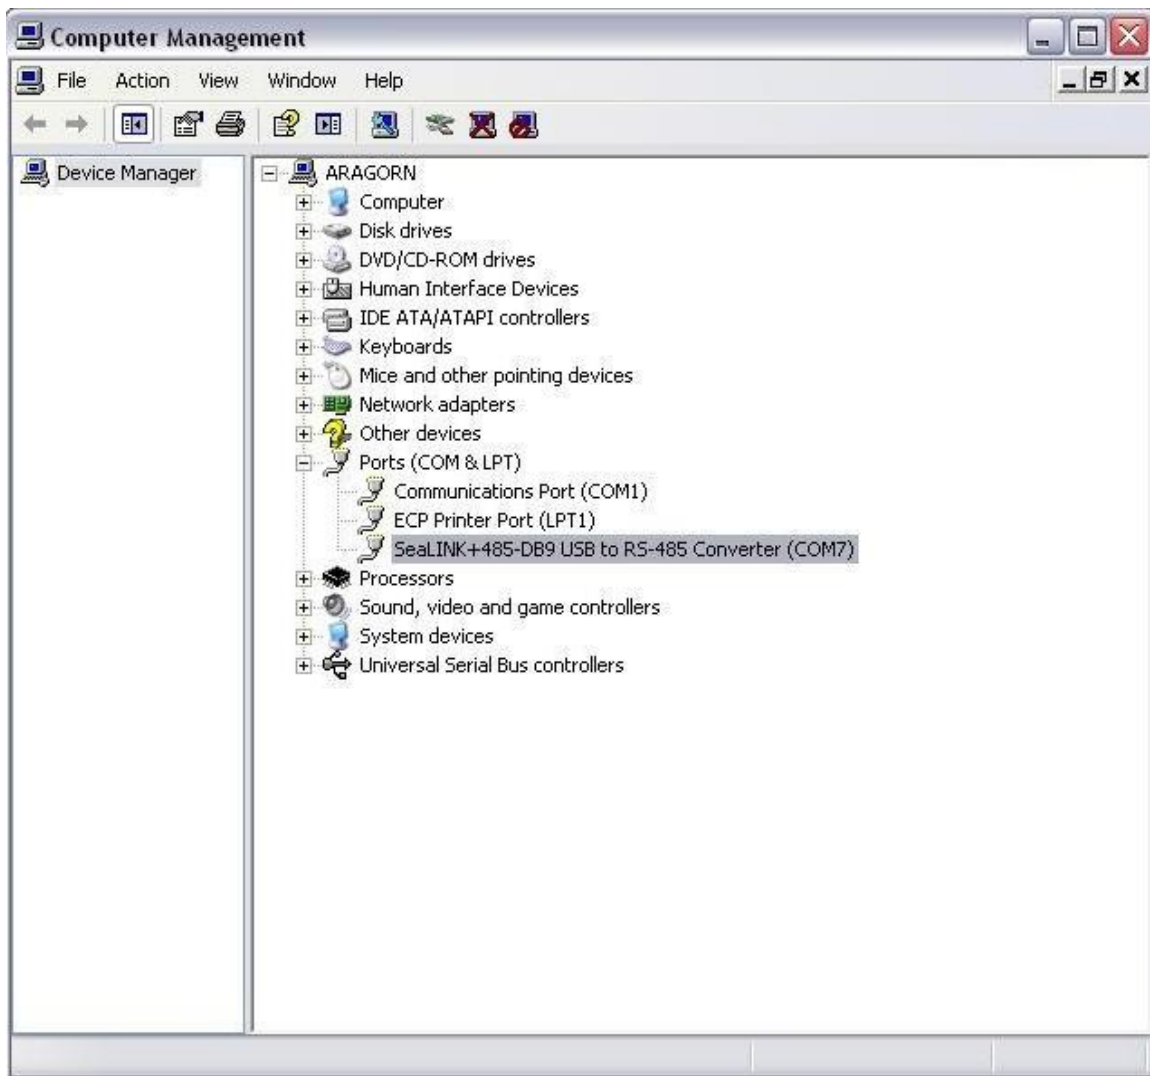 Computer Management
File Action View Window Help
Device Manager
ARAGORN
Computer
Disk drives
DVD/CD-ROM drives
Human Interface Devices
IDE ATA/ATAPI controllers
Keyboards
Mice and other pointing devices
Network adapters
Other devices
Ports (COM & LPT)
Communications Port (COM1)
ECP Printer Port (LPT1)
SeaLINK+485-DB9 USB to RS-485 Converter (COM7)
Processors
Sound, video and game controllers
System devices
Universal Serial Bus controllers